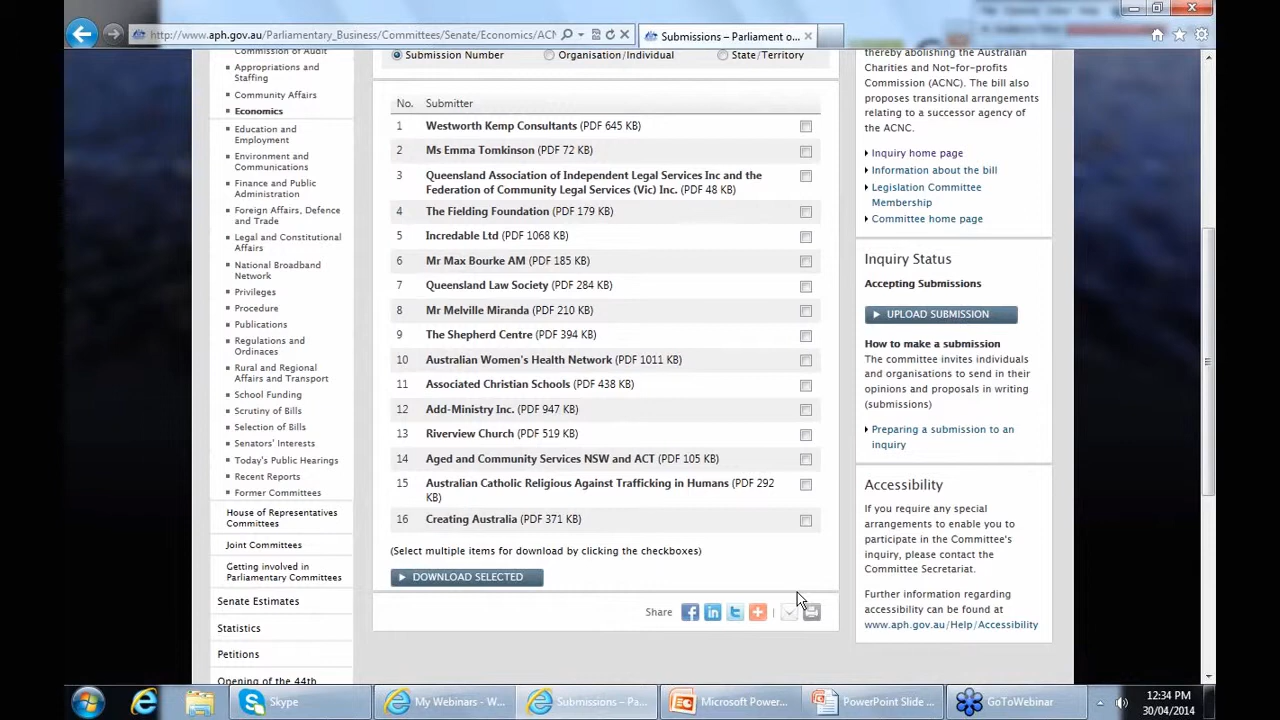 http://www.aph.gov.au/Parliamentary_Business/Committees/Senate/Economics/ACN
Submissions – Parliament o...
Commission of Audit
Appropriations and
Staffing
Community Affairs
Economics
Education and
Employment
Environment and
Communications
Finance and Public
Administration
Foreign Affairs, Defence
and Trade
Legal and Constitutional
Affairs
National Broadband
Network
Privileges
Procedure
Publications
Regulations and
Ordinaces
Rural and Regional
Affairs and Transport
School Funding
Scrutiny of Bills
Selection of Bills
Senators' Interests
Today's Public Hearings
Recent Reports
Former Committees
House of Representatives
Committees
Joint Committees
Getting involved in
Parliamentary Committees
Senate Estimates
Statistics
Petitions
Opening of the 44th
Submission Number Organisation/Individual State/Territory
No. Submitter
1 Westworth Kemp Consultants (PDF 645 KB)
2 Ms Emma Tomkinson (PDF 72 KB)
3 Queensland Association of Independent Legal Services Inc and the
Federation of Community Legal Services (Vic) Inc. (PDF 48 KB)
4 The Fielding Foundation (PDF 179 KB)
5 Incredable Ltd (PDF 1068 KB)
6 Mr Max Bourke AM (PDF 185 KB)
7 Queensland Law Society (PDF 284 KB)
8 Mr Melville Miranda (PDF 210 KB)
9 The Shepherd Centre (PDF 394 KB)
10 Australian Women's Health Network (PDF 1011 KB)
11 Associated Christian Schools (PDF 438 KB)
12 Add-Ministry Inc. (PDF 947 KB)
13 Riverview Church (PDF 519 KB)
14 Aged and Community Services NSW and ACT (PDF 105 KB)
15 Australian Catholic Religious Against Trafficking in Humans (PDF 292
KB)
16 Creating Australia (PDF 371 KB)
(Select multiple items for download by clicking the checkboxes)
DOWNLOAD SELECTED
Share
thereby abolishing the Australian
Charities and Not-for-profits
Commission (ACNC). The bill also
proposes transitional arrangements
relating to a successor agency of
the ACNC.
Inquiry home page
Information about the bill
Legislation Committee
Membership
Committee home page
Inquiry Status
Accepting Submissions
UPLOAD SUBMISSION
How to make a submission
The committee invites individuals
and organisations to send in their
opinions and proposals in writing
(submissions)
Preparing a submission to an
inquiry
Accessibility
If you require any special
arrangements to enable you to
participate in the Committee's
inquiry, please contact the
Committee Secretariat.
Further information regarding
accessibility can be found at
www.aph.gov.au/Help/Accessibility
Skype
My Webinars - W...
Submissions – Pa...
Microsoft Power...
PowerPoint Slide ...
GoToWebinar
12:34 PM
30/04/2014